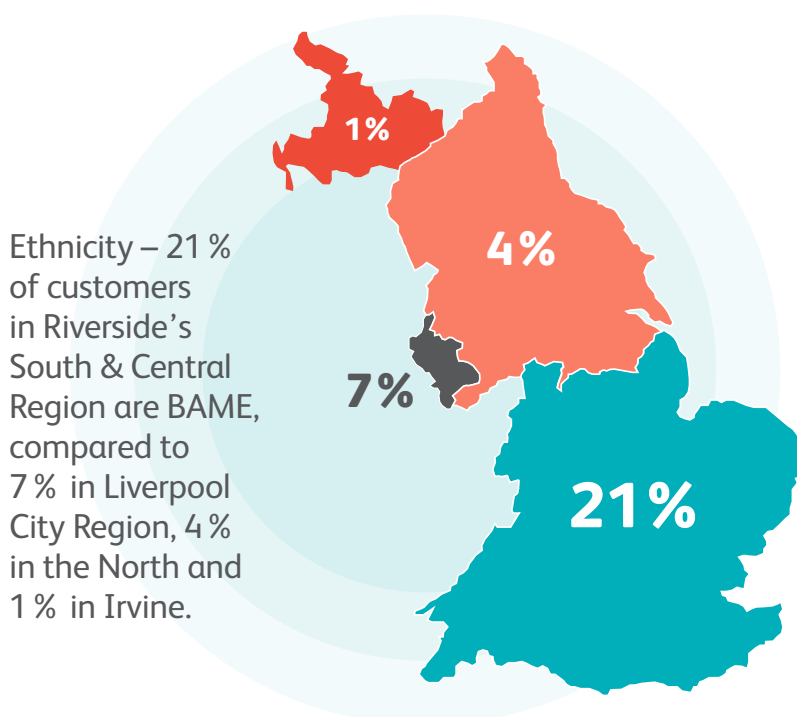 1%
4%
Ethnicity – 21 %
of customers
in Riverside's
South & Central
Region are BAME,
compared to
7 % in Liverpool
City Region, 4 %
in the North and
1 % in Irvine.
7%
21%